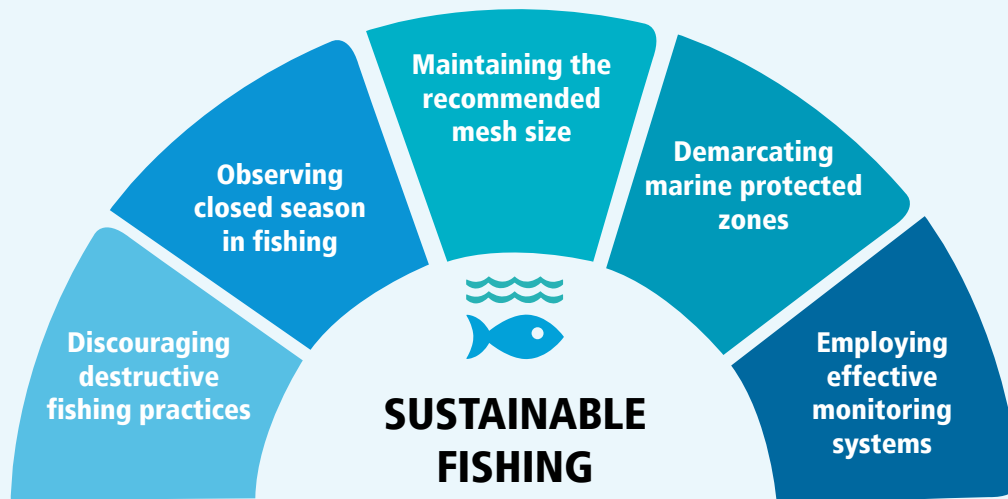 Discouraging
destructive
fishing practices
Observing
closed season
in fishing
Maintaining the
recommended
mesh size
Demarcating
marine protected
zones
Employing
effective
monitoring
systems
SUSTAINABLE
FISHING